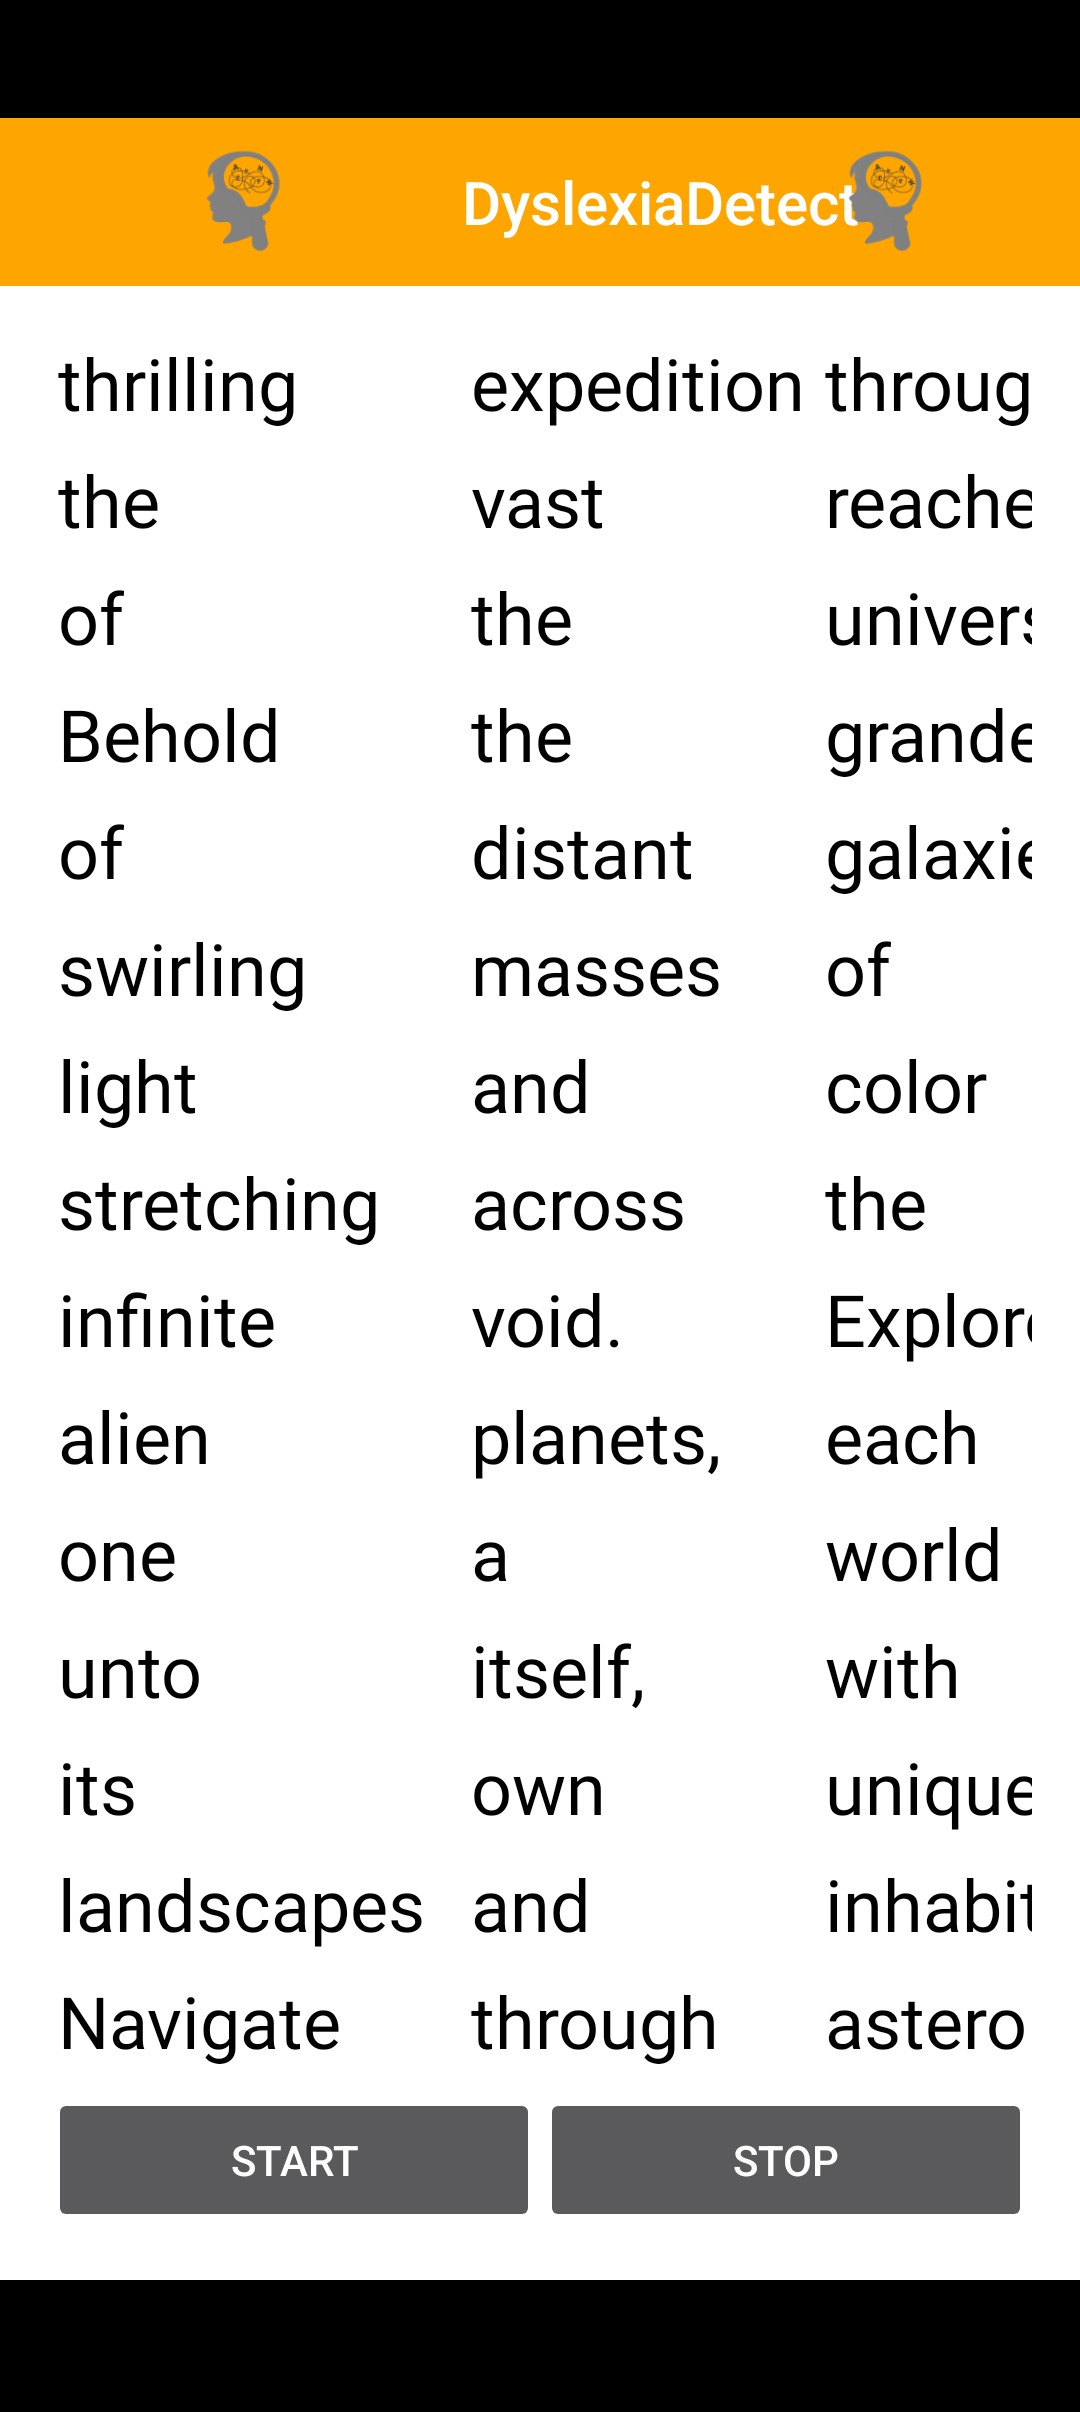 DyslexiaDetect
thrilling expedition throug
the vast reache
of the univers
Behold the grande
of distant galaxie
swirling masses of
light and color
stretching across the
infinite void. Explore
alien planets, each
one a world
unto itself, with
its own unique
landscapes and inhabit
Navigate through astero
START STOP